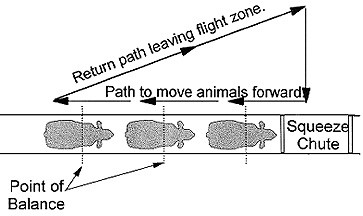 Return path leaving flight zone.
Path to move animals forward
Squeeze
Chute
Point of
Balance